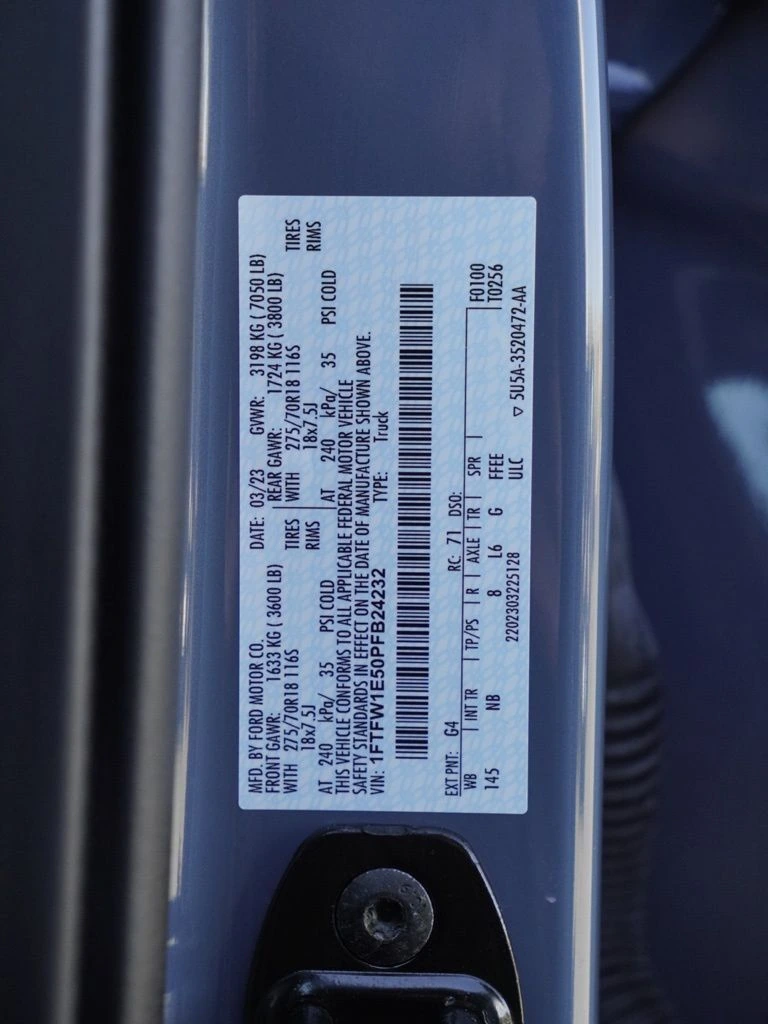 MFD. BY FORD MOTOR CO.
DATE: 03/23 GVWR: 3198 KG ( 7050 LB)
FRONT GAWR: 1633 KG ( 3600 LB) REAR GAWR: 1724 KG ( 3800 LB)
WITH 275/70R18 116S TIRES WITH 275/70R18 116S TIRES
18x7.5J RIMS 18x7.5J RIMS
AT 240 kPa/ 35 PSI COLD AT 240 kPa/ 35 PSI COLD
THIS VEHICLE CONFORMS TO ALL APPLICABLE FEDERAL MOTOR VEHICLE
SAFETY STANDARDS IN EFFECT ON THE DATE OF MANUFACTURE SHOWN ABOVE.
VIN: 1FTFW1E50PFB24232 TYPE: Truck
EXT PNT: G4 RC: 71 DSO: F0100
WB INT TR TP/PS R AXLE TR SPR T0256
145 NB 8 L6 G FFEE
2202303225128 ULC ▽ 5U5A-3520472-AA